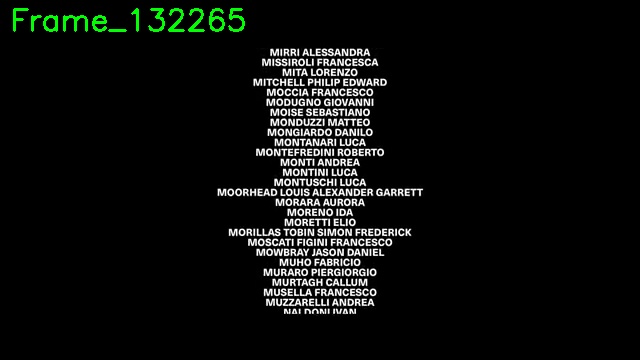 Frame_132265
MIRRI ALESSANDRA
MISSIROLI FRANCESCA
MITA LORENZO
MITCHELL PHILIP EDWARD
MOCCIA FRANCESCO
MODUGNO GIOVANNI
MOISE SEBASTIANO
MONDUZZI MATTEO
MONGIARDO DANILO
MONTANARI LUCA
MONTEFREDINI ROBERTO
MONTI ANDREA
MONTINI LUCA
MONTUSCHI LUCA
MOORHEAD LOUIS ALEXANDER GARRETT
MORARA AURORA
MORENO IDA
MORETTI ELIO
MORILLAS TOBIN SIMON FREDERICK
MOSCATI FIGINI FRANCESCO
MOWBRAY JASON DANIEL
MUHO FABRICIO
MURARO PIERGIORGIO
MURTAGH CALLUM
MUSELLA FRANCESCO
MUZZARELLI ANDREA
IVAN